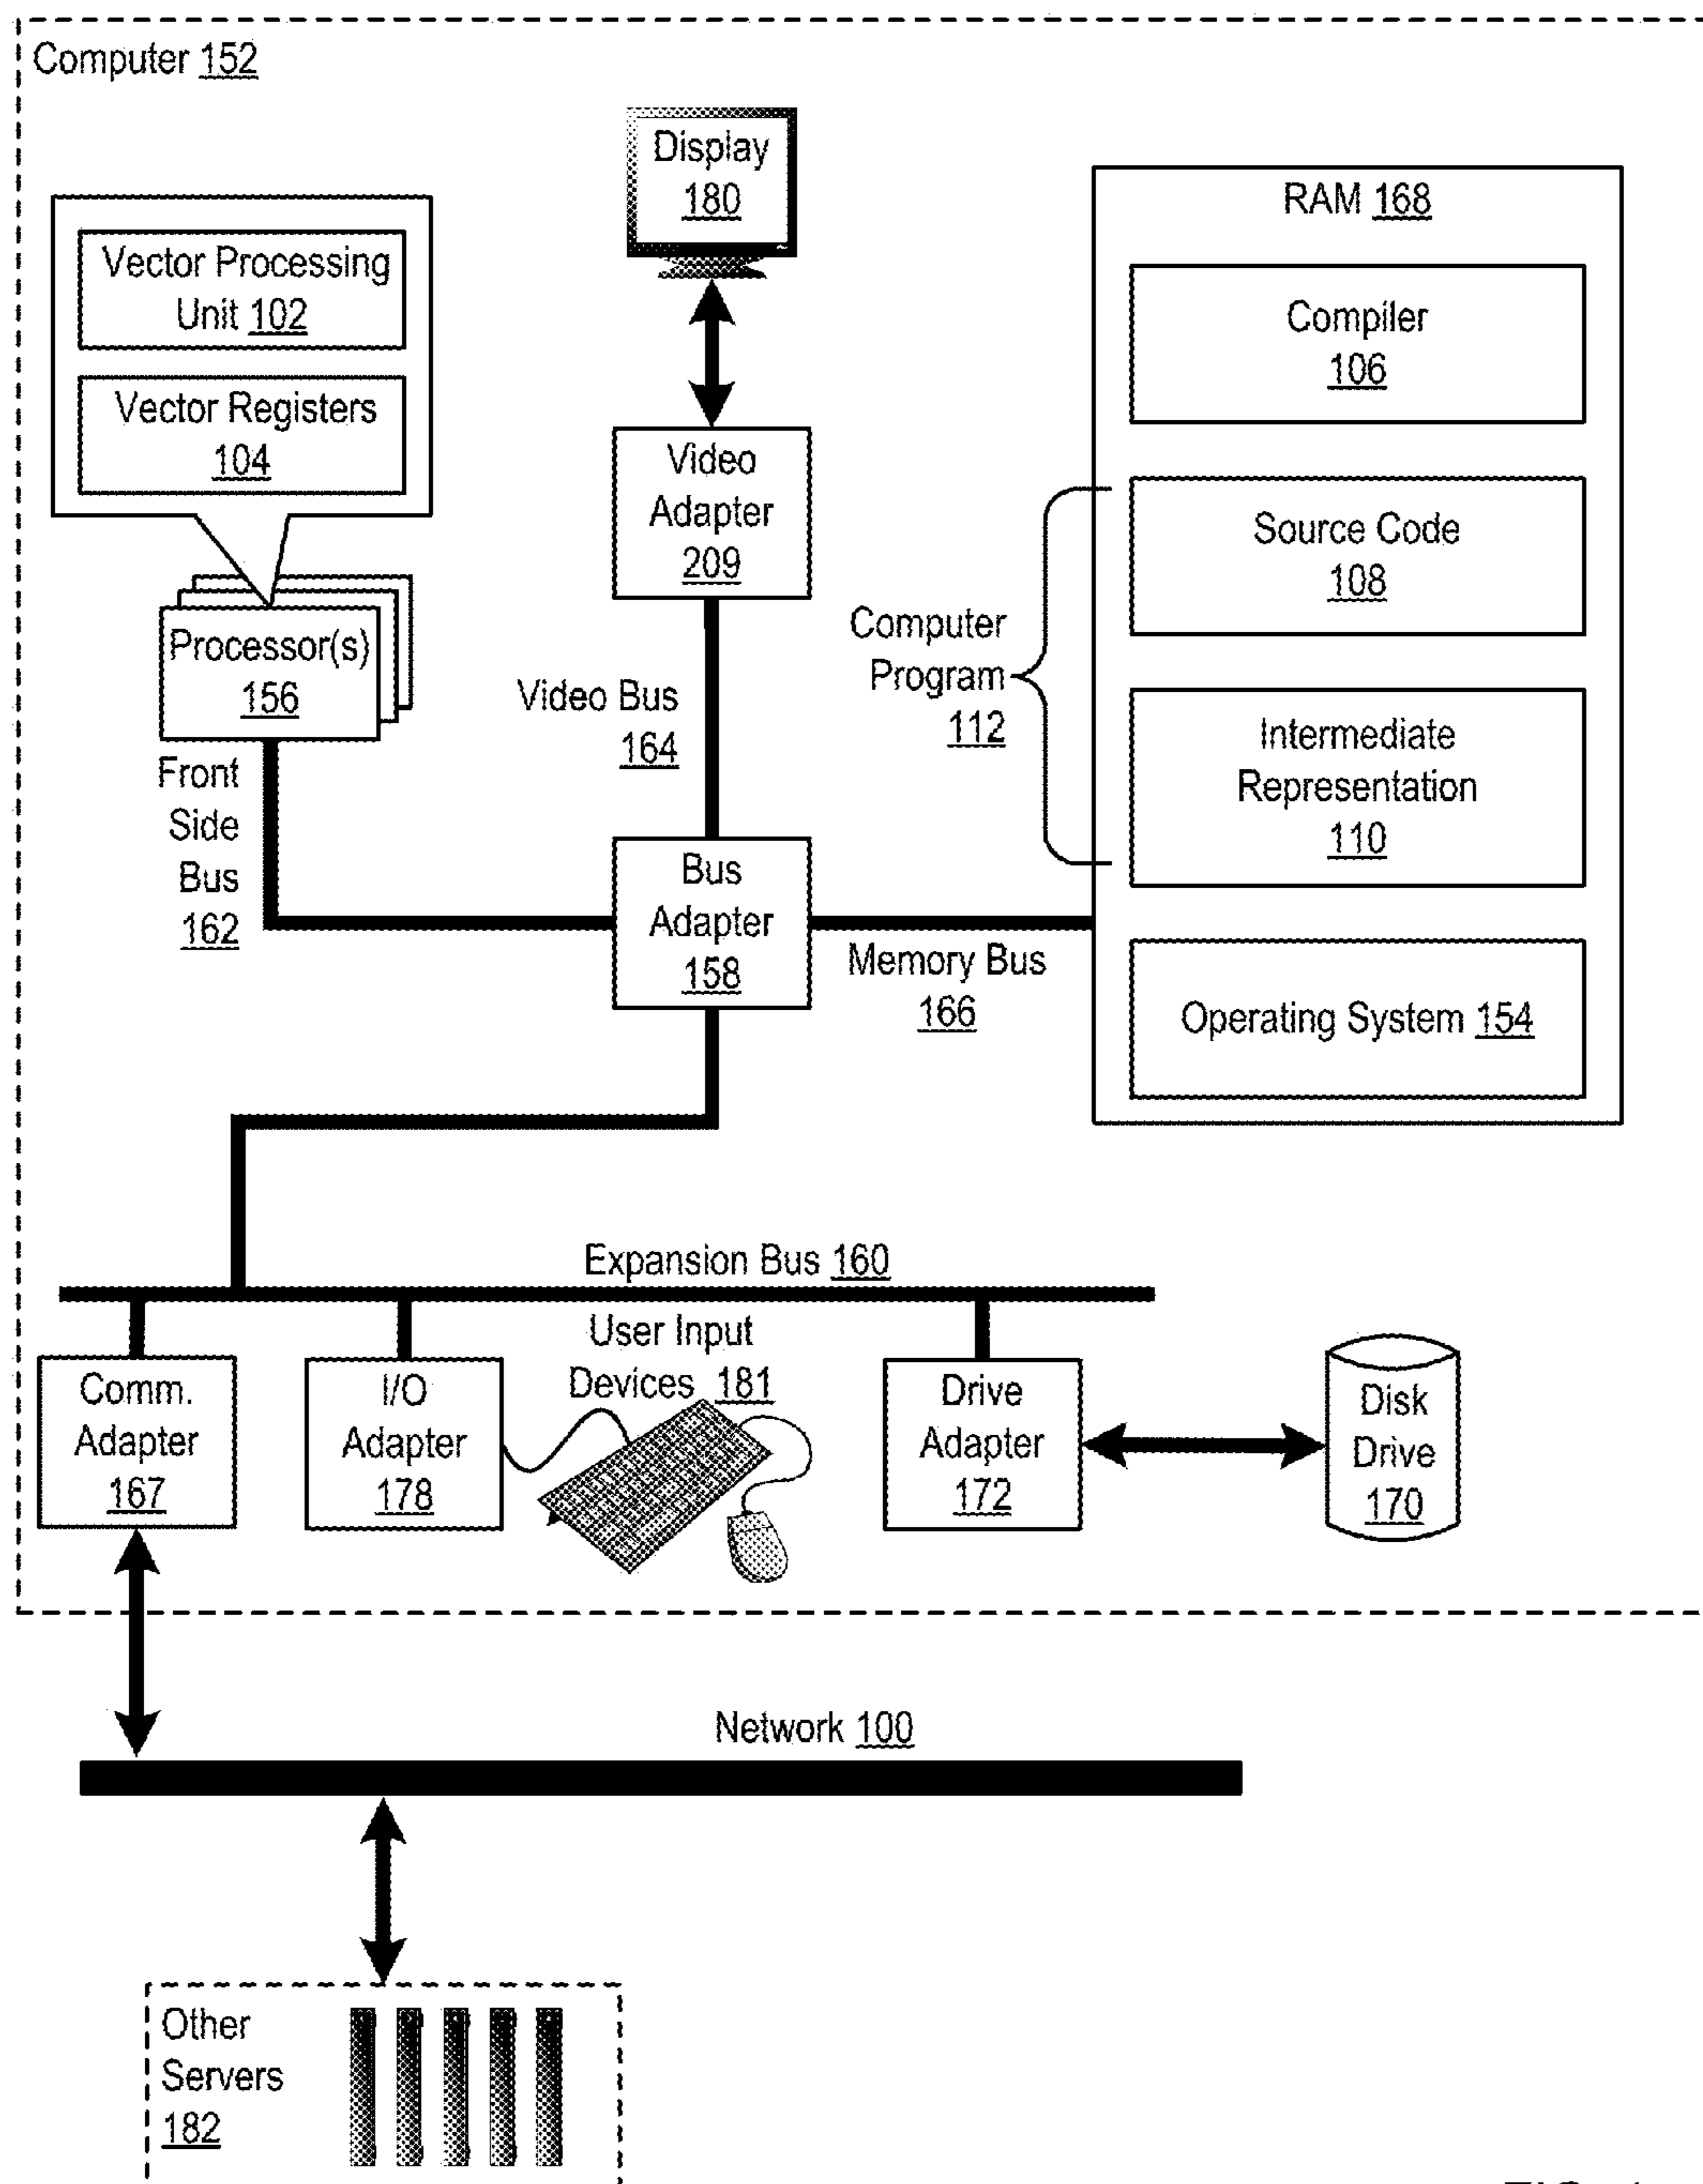 Computer 152
Display
180
RAM 168
Vector Processing
Unit 102
Vector Registers
104
Compiler
106
Video
Adapter
209
Source Code
108
Processor(s)
156
Computer
Program
112
Video Bus
164
Intermediate
Representation
110
Front
Side
Bus
162
Bus
Adapter
158
Memory Bus
166
Operating System 154
Expansion Bus 160
User Input
Devices 181
Comm.
Adapter
167
I/O
Adapter
178
Drive
Adapter
172
Disk
Drive
170
Network 100
Other
Servers
182